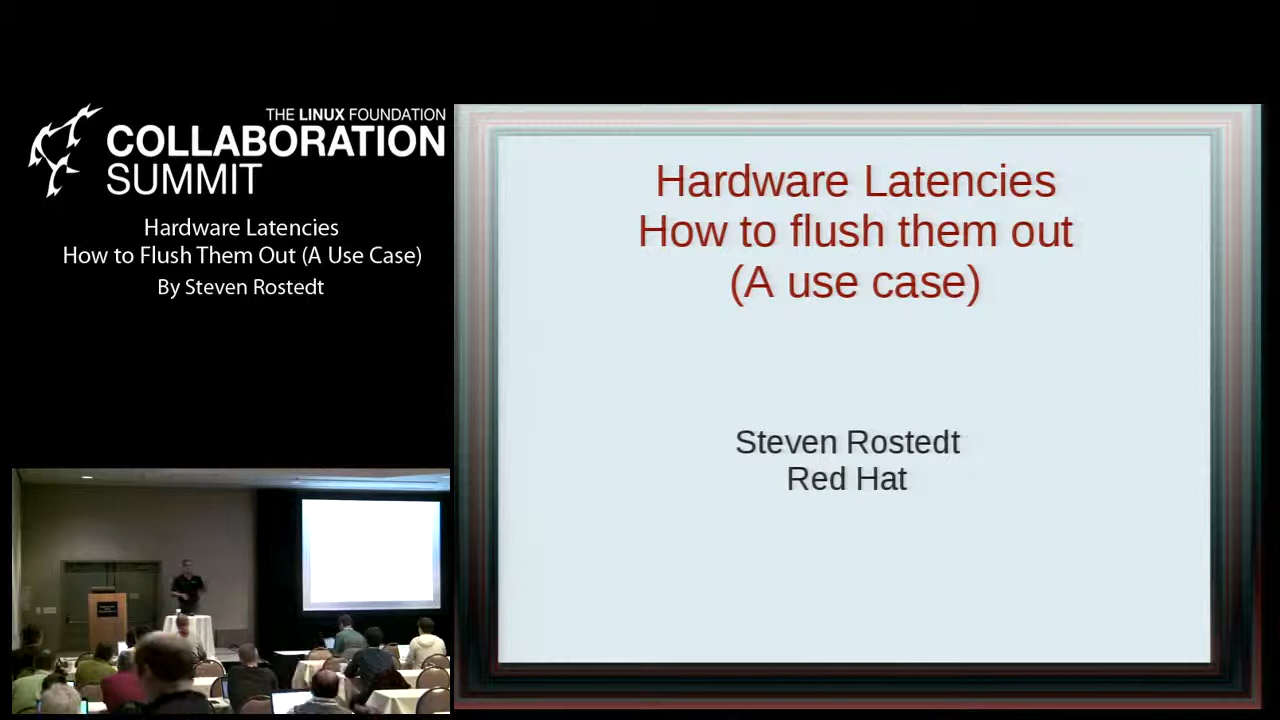 THE LINUX FOUNDATION
COLLABORATION
SUMMIT
Hardware Latencies
How to Flush Them Out (A Use Case)
By Steven Rostedt
Hardware Latencies
How to flush them out
(A use case)
Steven Rostedt
Red Hat